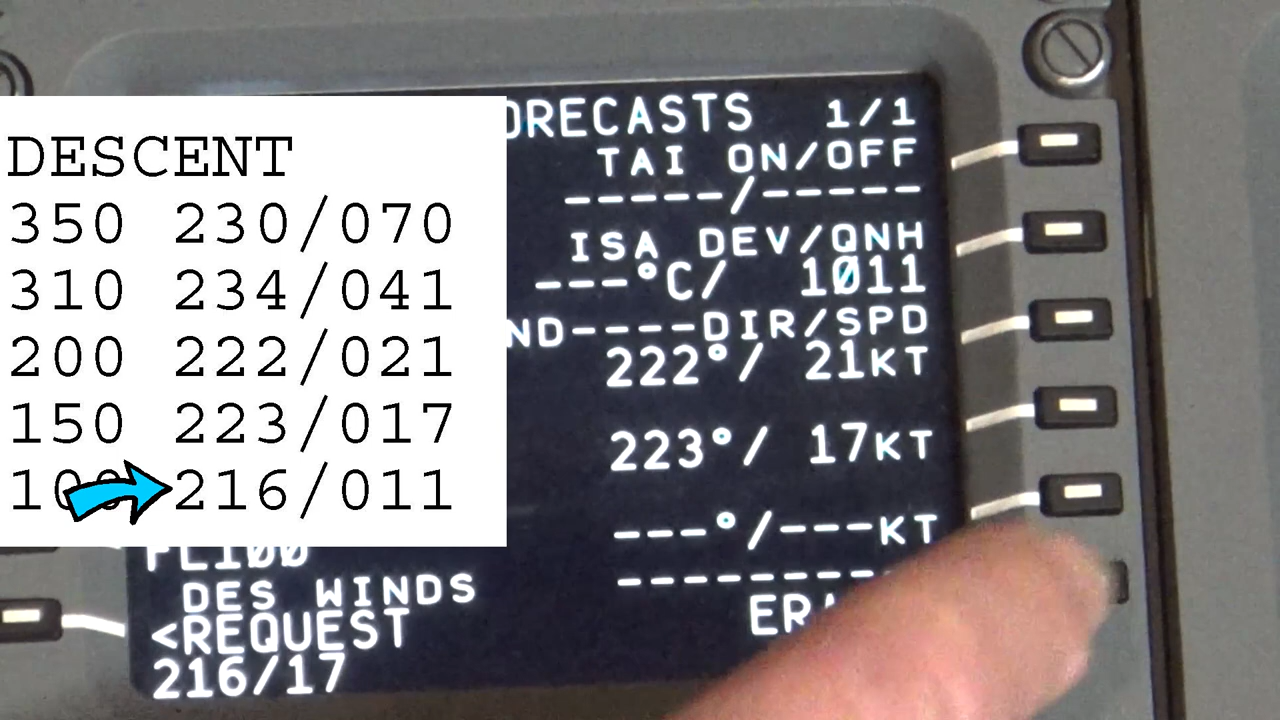 DESCENT
350 230/070
310 234/041
200 222/021
150 223/017
216/011
ORECASTS 1/1
TAI ON/OFF
-----/-----
ISA DEV/QNH
---°C/ 1011
ND----DIR/SPD
222°/ 21KT
223°/ 17KT
---°/---KT
FL100
DES WINDS
--------
<REQUEST
216/17